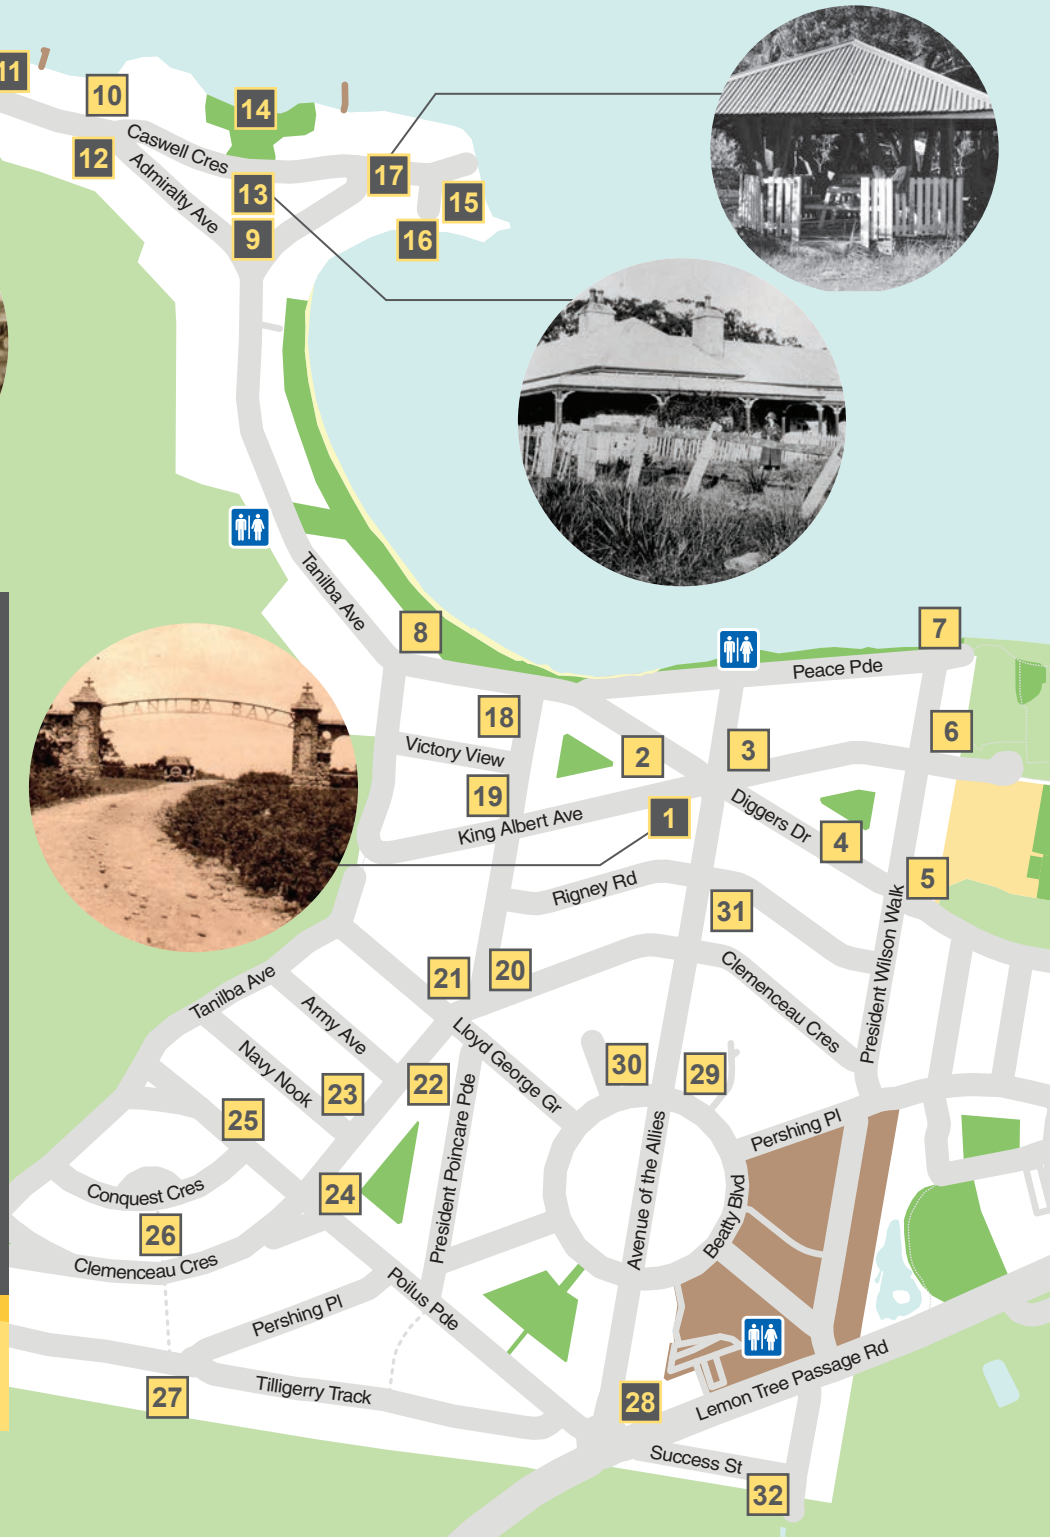 11
10
14
12
Caswell Cres
Admiralty Ave
17
13
15
9
16
Tanilba Ave
8
7
Peace Pde
TANILBA BAY
18
6
Victory View
2
3
19
Diggers Dr
1
King Albert Ave
4
5
Rigney Rd
31
President Wilson Walk
21
20
Clemenceau Cres
Tanilba Ave
Army Ave
Lloyd George Gr
Navy Nook
30
29
22
23
25
President Poincare Pde
Pershing Pl
Avenue of the Allies
Conquest Cres
24
Beatty Blvd
26
Clemenceau Cres
Poilus Pde
Pershing Pl
Lemon Tree Passage Rd
27
Tilligerry Track
28
Success St
32